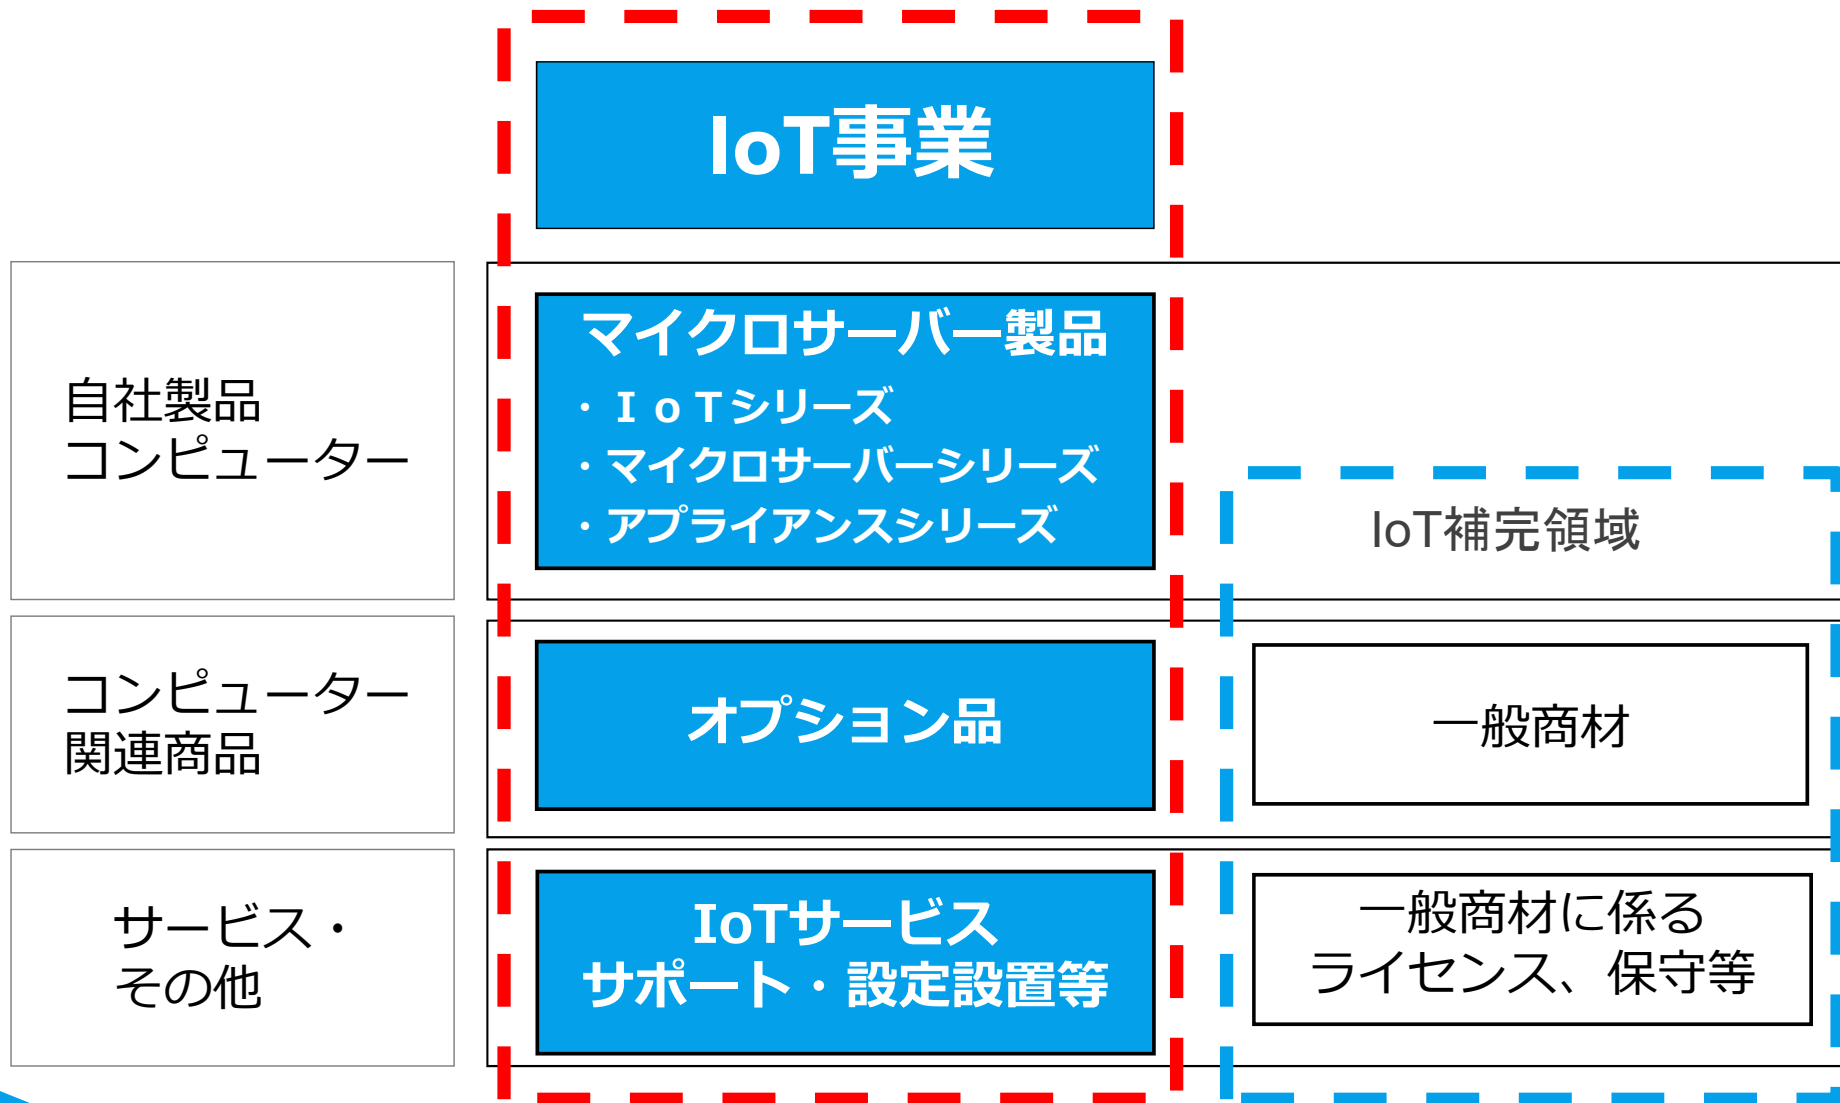 IoT事業
自社製品
コンピューター
マイクロサーバー製品
・ＩｏＴシリーズ
・マイクロサーバーシリーズ
・アプライアンスシリーズ
IoT補完領域
コンピューター
関連商品
オプション品
一般商材
サービス・
その他
IoTサービス
サポート・設定設置等
一般商材に係る
ライセンス、保守等